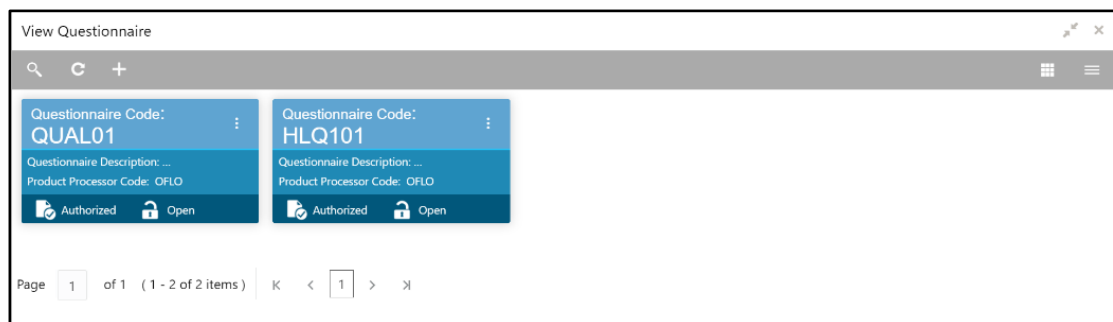 View Questionnaire
Questionnaire Code:
QUAL01
Questionnaire Description: ...
Product Processor Code: OFLO
Authorized Open
Questionnaire Code:
HLQ101
Questionnaire Description: ...
Product Processor Code: OFLO
Authorized Open
Page 1 of 1 ( 1 - 2 of 2 items ) 1